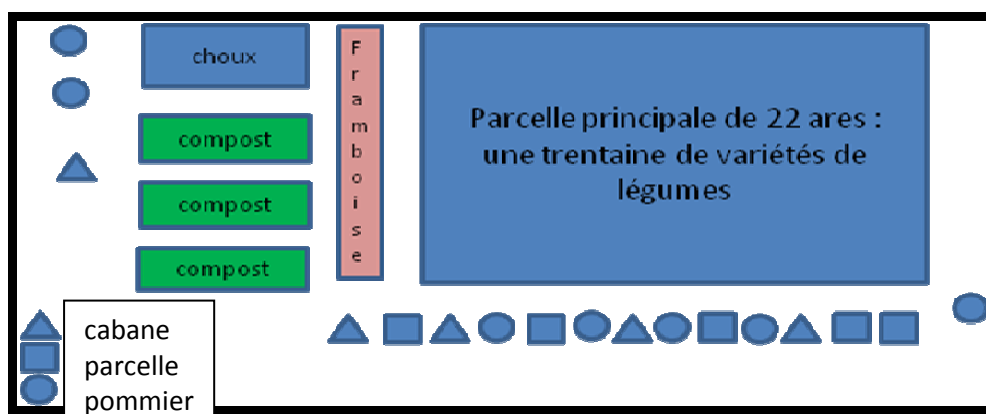 choux
compost
compost
compost
F
r
a
m
b
o
i
s
e
Parcelle principale de 22 ares :
une trentaine de variétés de
légumes
cabane
parcelle
pommier